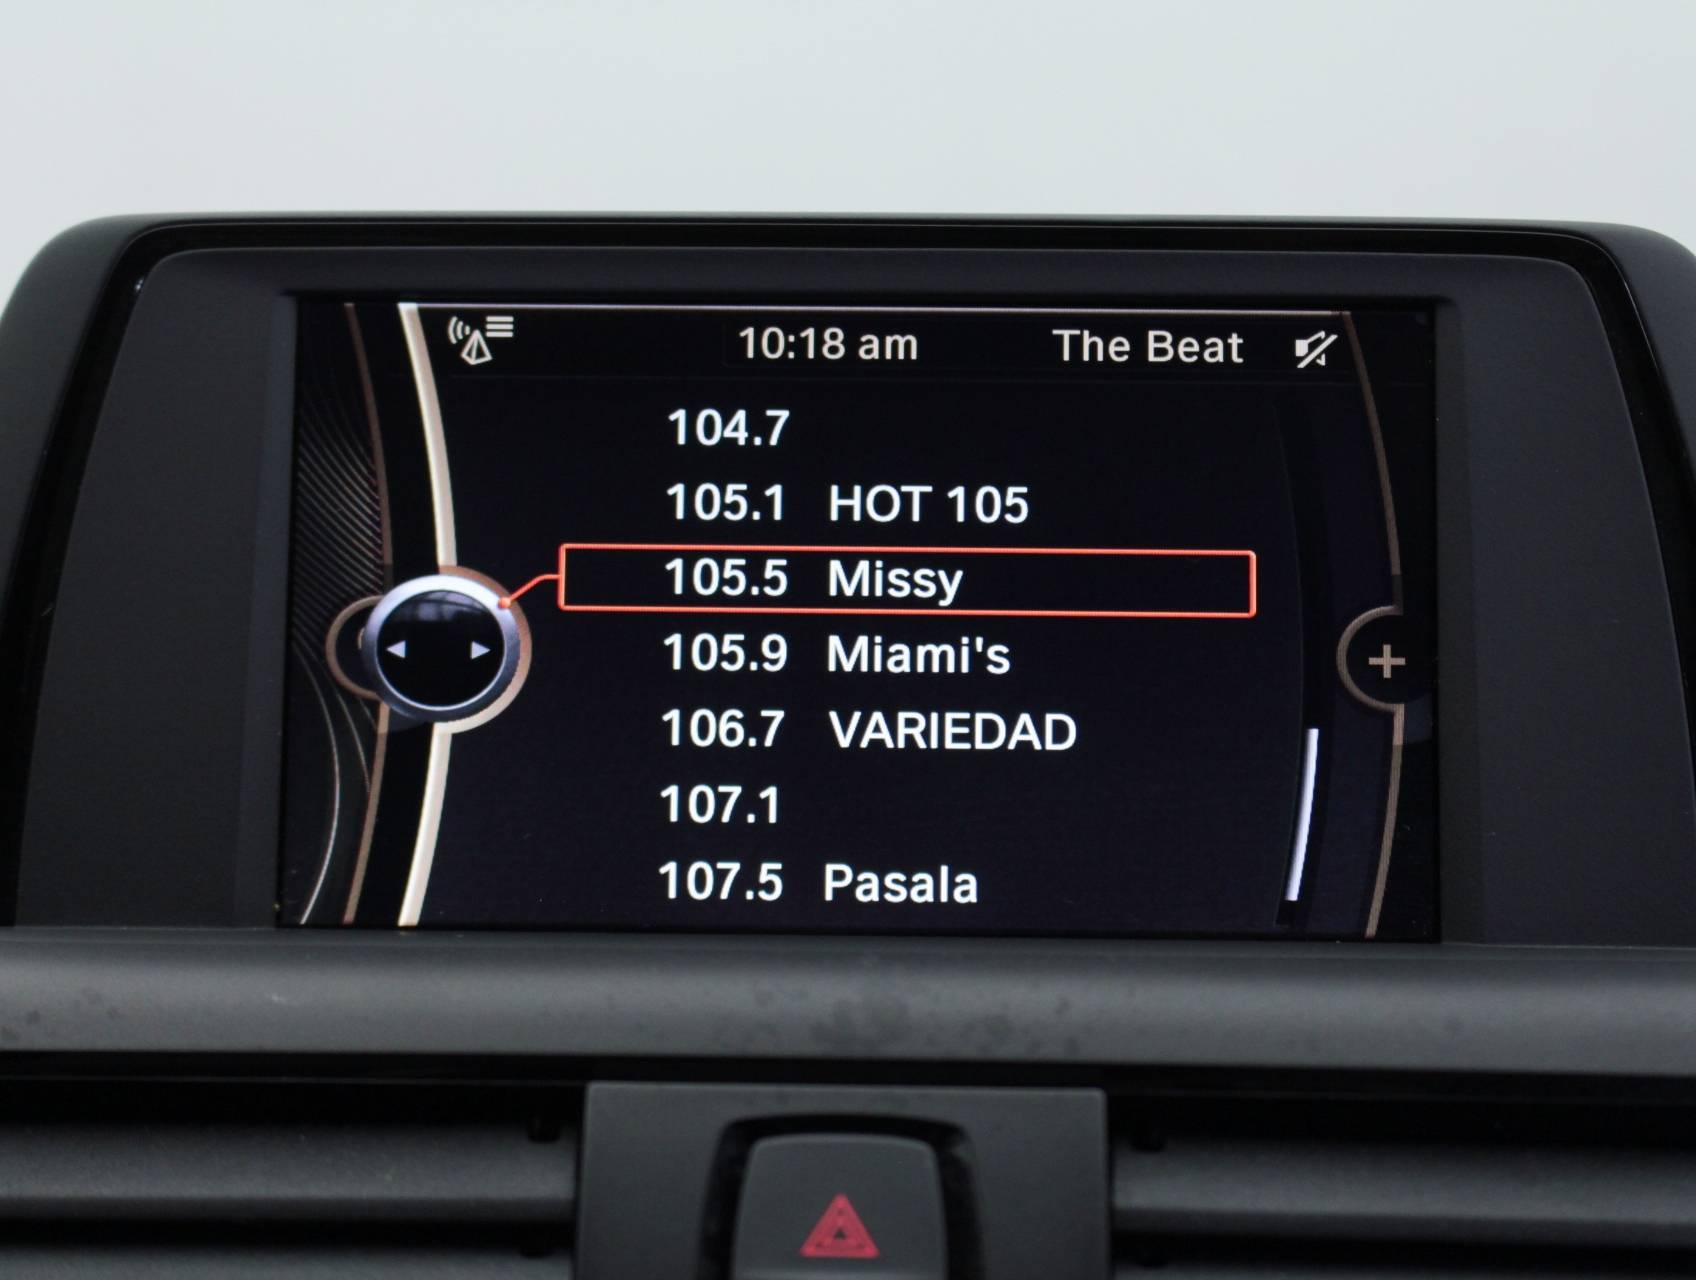 10:18 am The Beat
104.7
105.1 HOT 105
105.5 Missy
105.9 Miami's
106.7 VARIEDAD
107.1
107.5 Pasala